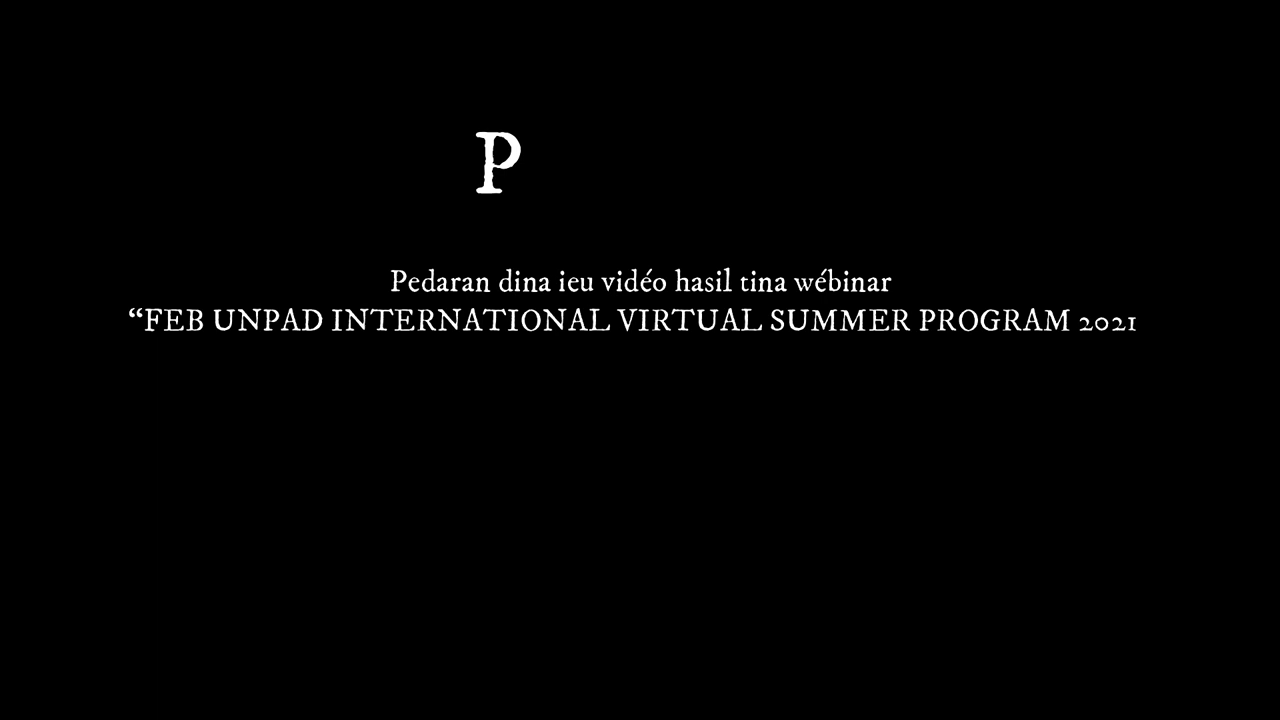 P
Pedaran dina ieu vidéo hasil tina wébinar
“FEB UNPAD INTERNATIONAL VIRTUAL SUMMER PROGRAM 2021